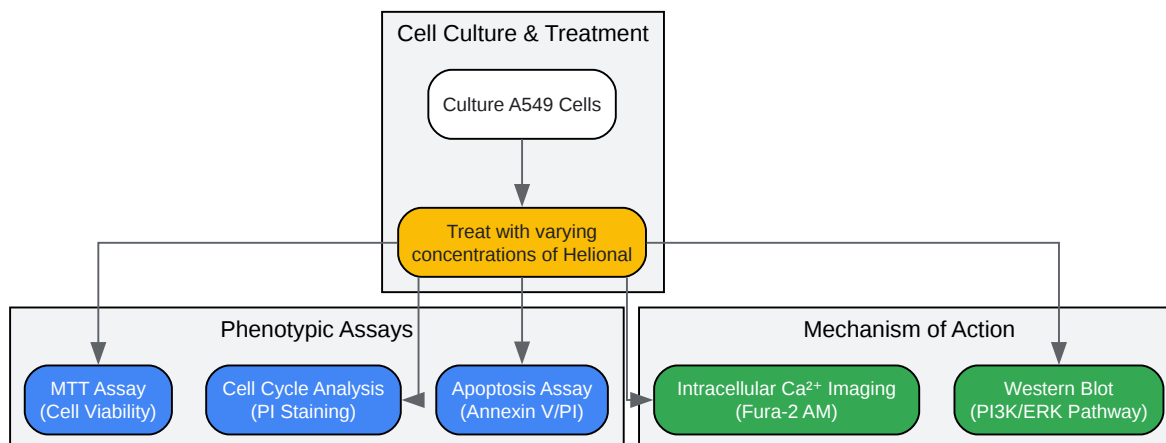 Cell Culture & Treatment
Culture A549 Cells
Treat with varying
concentrations of Helional
Phenotypic Assays
MTT Assay
(Cell Viability)
Cell Cycle Analysis
(PI Staining)
Apoptosis Assay
(Annexin V/PI)
Mechanism of Action
Intracellular Ca²⁺ Imaging
(Fura-2 AM)
Western Blot
(PI3K/ERK Pathway)